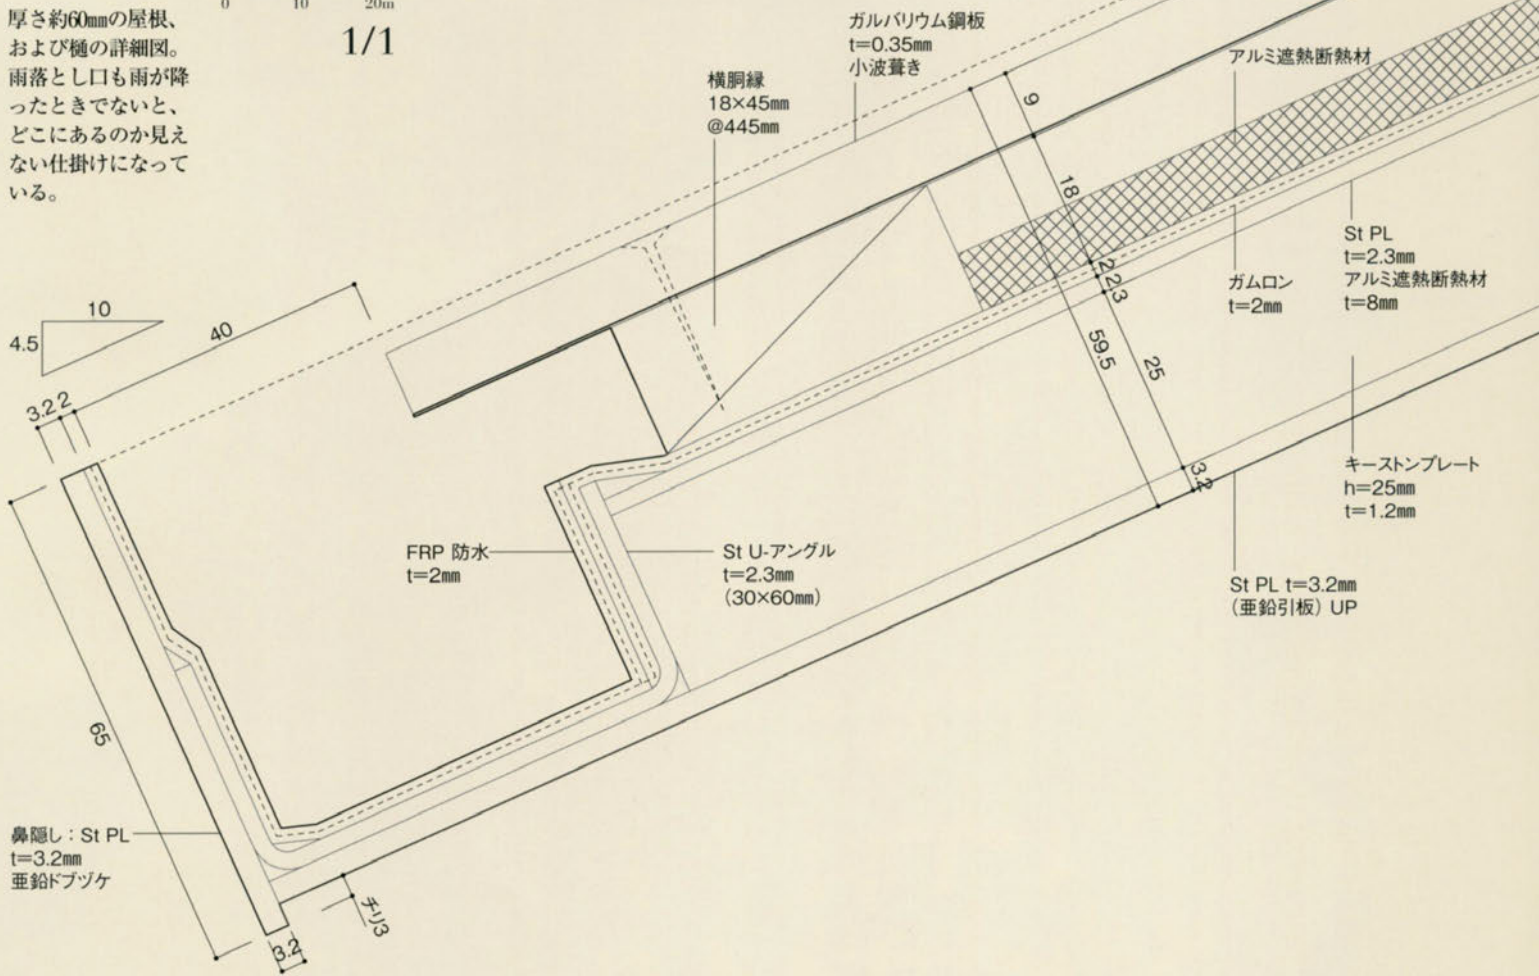 厚さ約60㎜の屋根、
および樋の詳細図。
雨落とし口も雨が降
ったときでないと、
どこにあるのか見え
ない仕掛けになって
いる。
0 10 20m
1/1
ガルバリウム鋼板
t=0.35㎜
小波葺き
横胴縁
18×45㎜
@445㎜
アルミ遮熱断熱材
9
18
2
2.3
59.5
25
3.2
St PL
t=2.3㎜
アルミ遮熱断熱材
t=8㎜
ガムロン
t=2㎜
10
4.5
40
3.2 2
キーストンプレート
h=25㎜
t=1.2㎜
FRP 防水
t=2㎜
St U-アングル
t=2.3㎜
(30×60㎜)
St PL t=3.2㎜
(亜鉛引板) UP
65
鼻隠し：St PL
t=3.2㎜
亜鉛ドブヅケ
チリ3
3.2